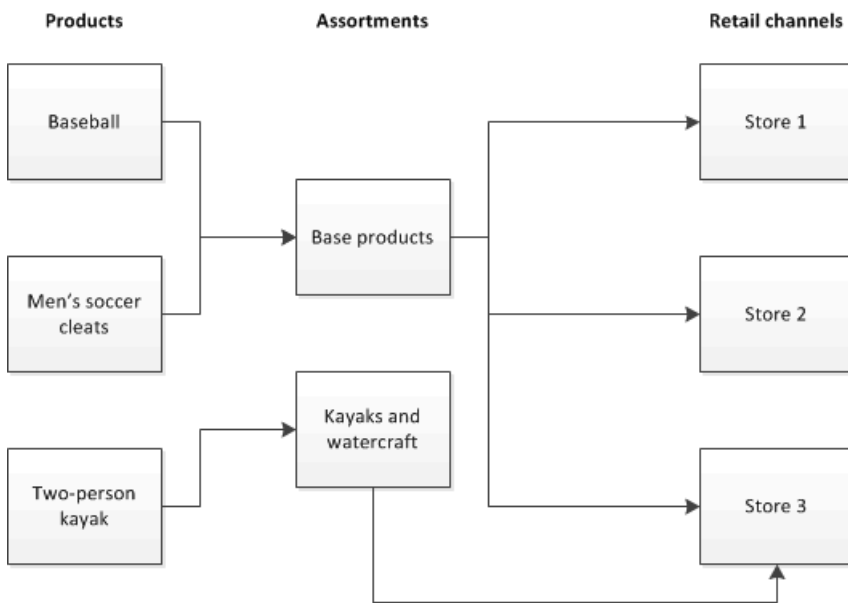 Products
Assortments
Retail channels
Baseball
Store 1
Base products
Men's soccer
cleats
Store 2
Kayaks and
watercraft
Two-person
kayak
Store 3